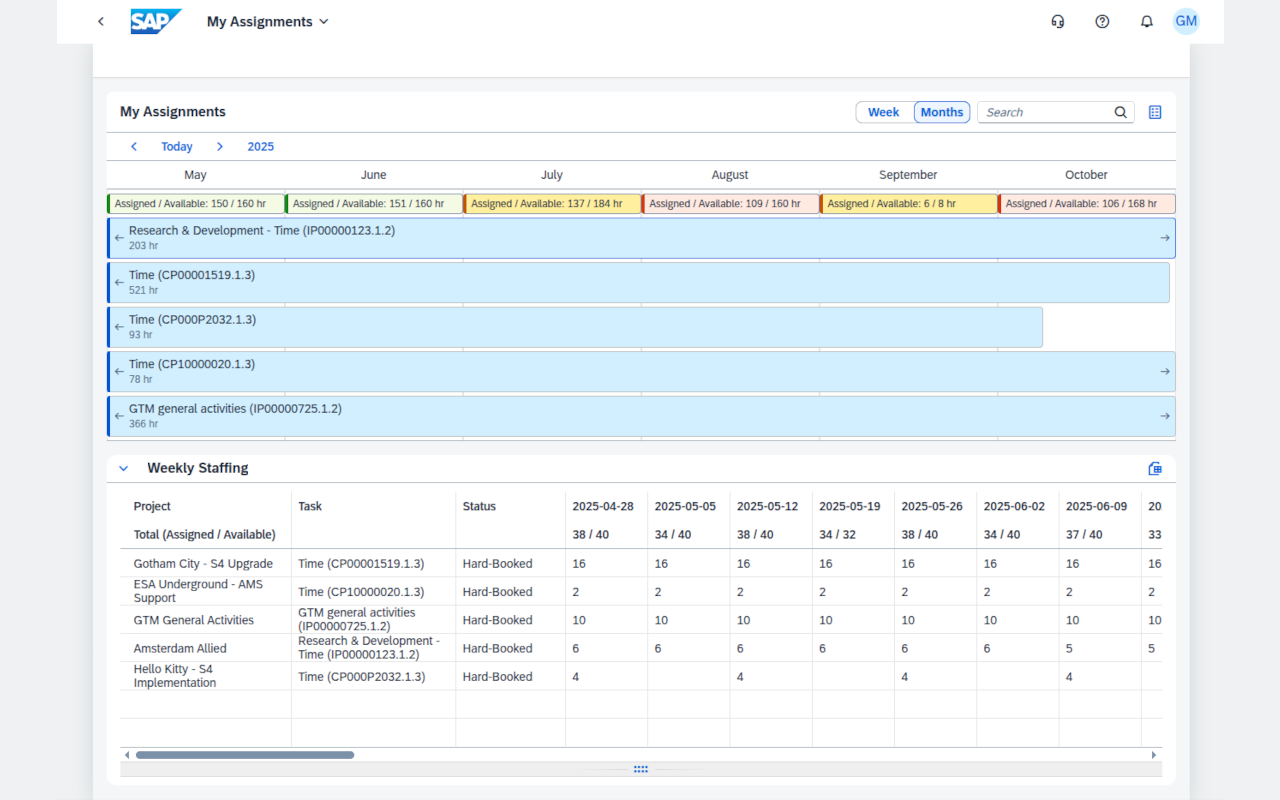 SAP My Assignments GM
My Assignments Week Months Search
Today 2025
May June July August September October
Assigned / Available: 150 / 160 hr Assigned / Available: 151 / 160 hr Assigned / Available: 137 / 184 hr Assigned / Available: 109 / 160 hr Assigned / Available: 6 / 8 hr Assigned / Available: 106 / 168 hr
Research & Development - Time (IP00000123.1.2)
203 hr
Time (CP00001519.1.3)
521 hr
Time (CP000P2032.1.3)
93 hr
Time (CP10000020.1.3)
78 hr
GTM general activities (IP00000725.1.2)
366 hr
Weekly Staffing
Project Task Status 2025-04-28 2025-05-05 2025-05-12 2025-05-19 2025-05-26 2025-06-02 2025-06-09 20
Total (Assigned / Available) 38 / 40 34 / 40 38 / 40 34 / 32 38 / 40 34 / 40 37 / 40 33
Gotham City - S4 Upgrade Time (CP00001519.1.3) Hard-Booked 16 16 16 16 16 16 16 16
ESA Underground - AMS
Support Time (CP10000020.1.3) Hard-Booked 2 2 2 2 2 2 2 2
GTM General Activities GTM general activities
(IP00000725.1.2) Hard-Booked 10 10 10 10 10 10 10 10
Amsterdam Allied Research & Development -
Time (IP00000123.1.2) Hard-Booked 6 6 6 6 6 6 5 5
Hello Kitty - S4
Implementation Time (CP000P2032.1.3) Hard-Booked 4 4 4 4